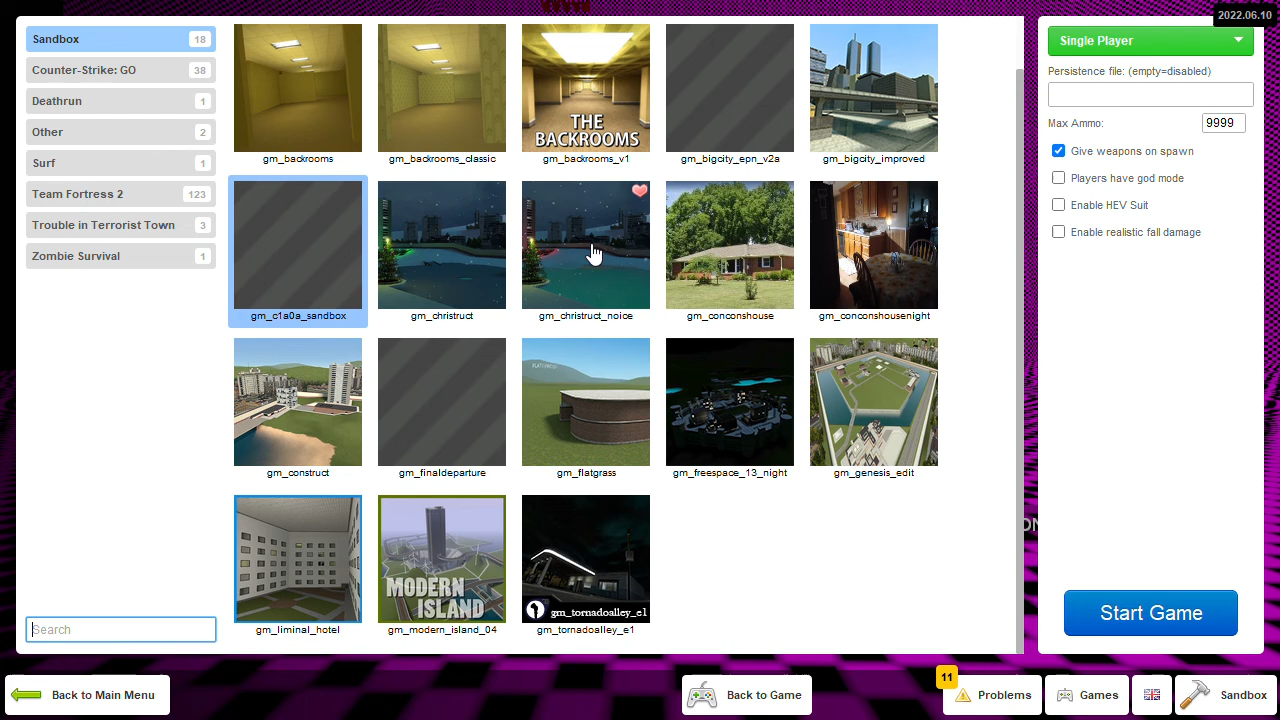 2022.06.10
Sandbox 18
Counter-Strike: GO 38
Deathrun 1
Other 2
Surf 1
Team Fortress 2 123
Trouble in Terrorist Town 3
Zombie Survival 1
Search
THE
BACKROOMS
gm_backrooms
gm_backrooms_classic
gm_backrooms_v1
gm_bigcity_epn_v2a
gm_bigcity_improved
gm_c1a0a_sandbox
gm_christruct
gm_christruct_noice
gm_conconshouse
gm_conconshousenight
FLATGRASS
gm_construct
gm_finaldeparture
gm_flatgrass
gm_freespace_13_night
gm_genesis_edit
MODERN
ISLAND
gm_tornadoalley_e1
gm_liminal_hotel
gm_modern_island_04
gm_tornadoalley_e1
Single Player
Persistence file: (empty=disabled)
Max Ammo: 9999
Give weapons on spawn
Players have god mode
Enable HEV Suit
Enable realistic fall damage
Start Game
Back to Main Menu
Back to Game
11
Problems
Games
Sandbox